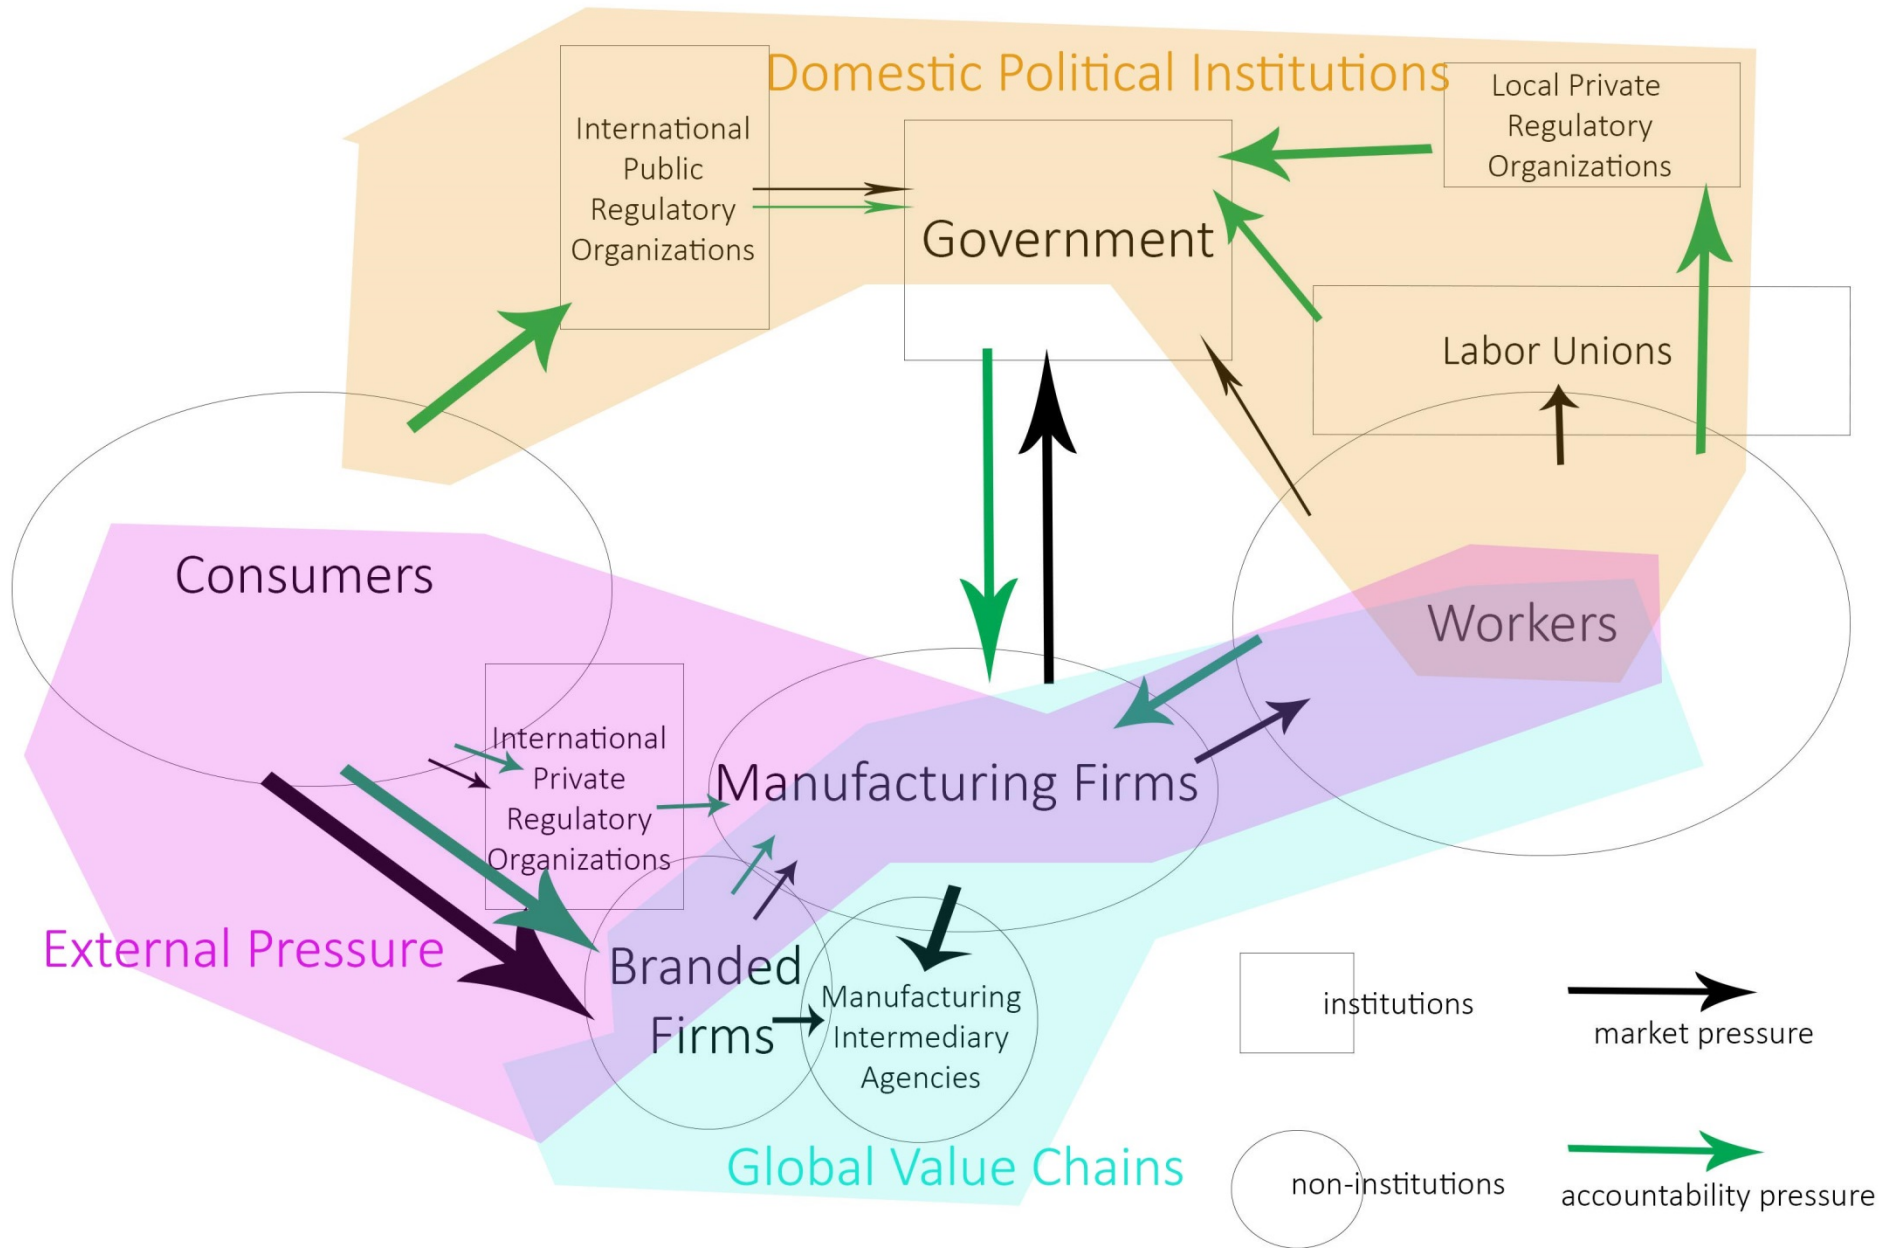 Domestic Political Institutions
International
Public
Regulatory
Organizations
Government
Local Private
Regulatory
Organizations
Labor Unions
Consumers
Workers
International
Private
Regulatory
Organizations
Manufacturing Firms
External Pressure
Branded
Firms
Manufacturing
Intermediary
Agencies
Global Value Chains
institutions
market pressure
non-institutions
accountability pressure